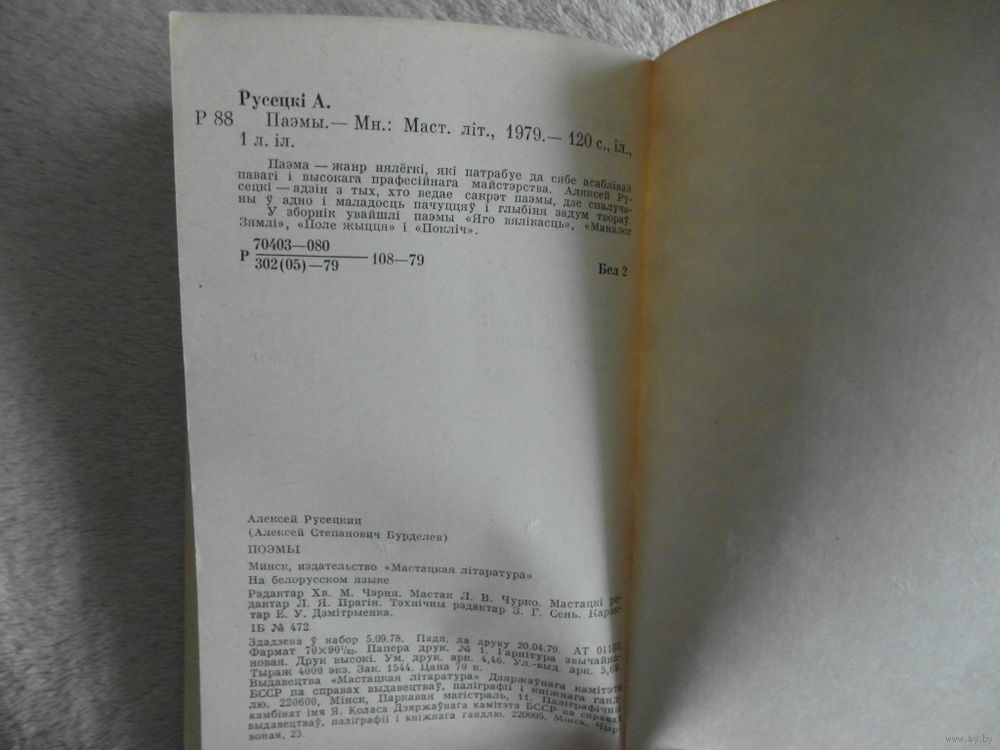 Русецкі А.
Р 88 Паэмы.— Мн.: Маст. літ., 1979.— 120 с., іл.,
1 л. іл.
Паэма — жанр нялёгкі, які патрабуе да сябе асаблівай
павагі і высокага прафесійнага майстэрства. Аляксей Ру-
сецкі — адзін з тых, хто ведае сакрэт паэмы, дзе спалуча-
ны ў адно і маладосць пачуццяў і глыбіня задум твораў.
У зборнік увайшлі паэмы «Яго вялікасць», «Маналог
Зямлі», «Поле жыцця» і «Покліч».
Р 70403—080
302(05)—79 108—79
Бел 2
Алексей Русецкий
(Алексей Степанович Бурделев)
ПОЭМЫ
Минск, издательство «Мастацкая літаратура»
На белорусском языке
Рэдактар Хв. М. Чэрня. Мастак Л. В. Чурко. Мастацкі рэ-
дактар Л. Я. Прагін. Тэхнічны рэдактар З. Г. Сень. Карэк-
тар Е. У. Дзмітрыенка.
ІБ № 472
Здадзена ў набор 5.09.78. Падп. да друку 20.04.79. АТ 01105.
Фармат 70×90¹/₃₂. Папера друк. № 1. Гарнітура звычайна-
новая. Друк высокі. Ум. друк. арк. 4,46. Ул.-выд. арк. 5,69.
Тыраж 4000 экз. Зак. 1544. Цана 70 к.
Выдавецтва «Мастацкая літаратура» Дзяржаўнага камітэта
БССР па справах выдавецтваў, паліграфіі і кніжнага ганд-
лю. 220600, Мінск, Паркавая магістраль, 11. Паліграфічны
камбінат імя Я. Коласа Дзяржаўнага камітэта БССР па справах
выдавецтваў, паліграфіі і кніжнага гандлю. 220005, Мінск, Чыр-
воная, 23.
www.ay.by